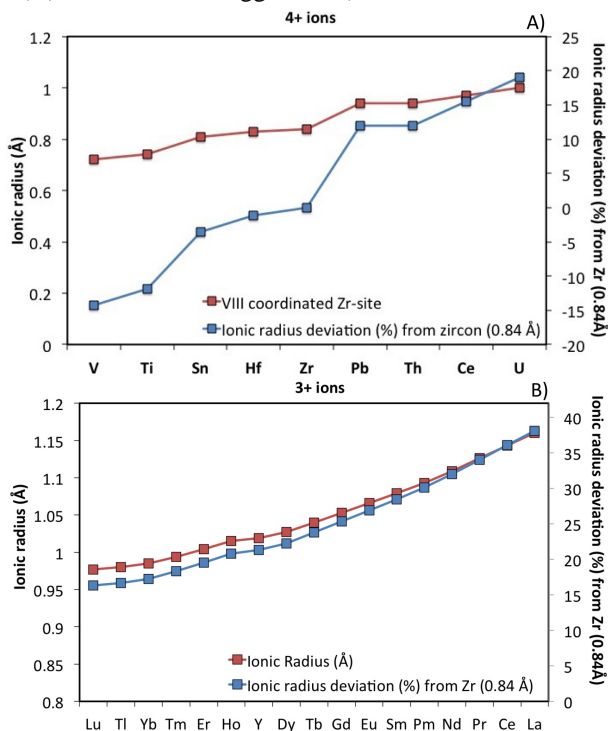 4+ ions
A)
1.2
1
0.8
0.6
0.4
0.2
0
Ionic radius (Å)
25
20
15
10
5
0
-5
-10
-15
-20
Ionic radius deviation (%) from Zr (0.84Å)
VIII coordinated Zr-site
Ionic radius deviation (%) from zircon (0.84 Å)
V Ti Sn Hf Zr Pb Th Ce U
3+ ions
B)
1.2
1.15
1.1
1.05
1
0.95
0.9
0.85
0.8
Ionic radius (Å)
40
35
30
25
20
15
10
5
0
Ionic radius deviation (%) from Zr (0.84Å)
Ionic Radius (Å)
Ionic radius deviation (%) from Zr (0.84 Å)
Lu Tl Yb Tm Er Ho Y Dy Tb Gd Eu Sm Pm Nd Pr Ce La